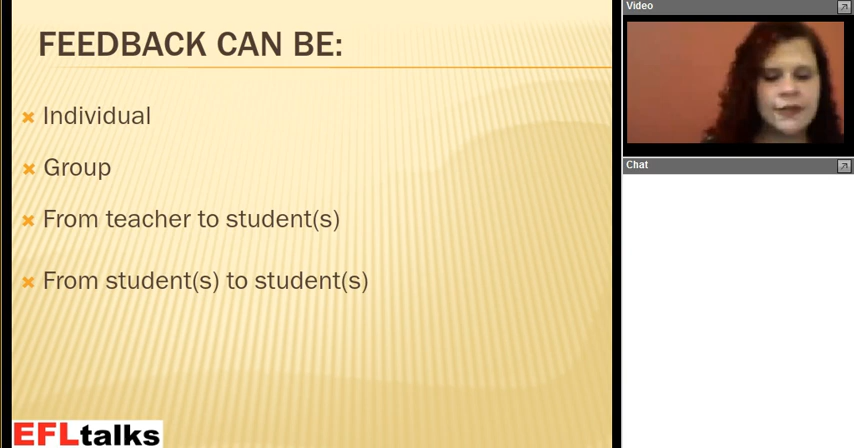 FEEDBACK CAN BE:
Individual
Group
From teacher to student(s)
From student(s) to student(s)
EFLtalks
Video
Chat